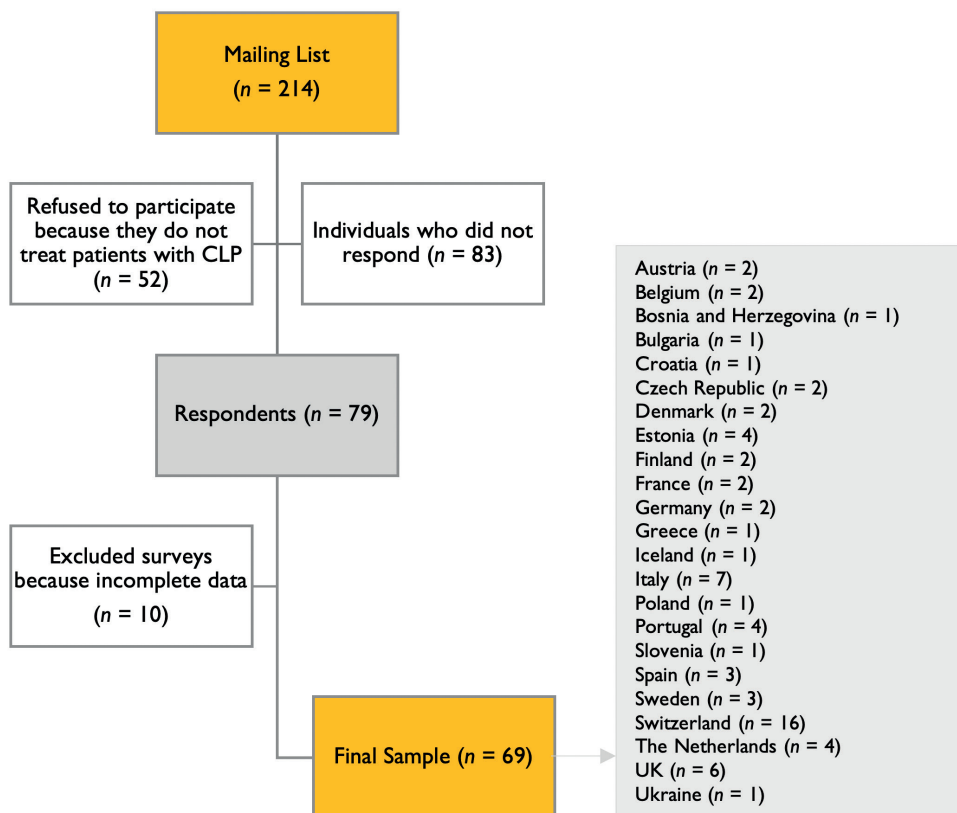 Mailing List
(n = 214)
Refused to participate
because they do not
treat patients with CLP
(n = 52)
Individuals who did not
respond (n = 83)
Respondents (n = 79)
Excluded surveys
because incomplete data
(n = 10)
Final Sample (n = 69)
Austria (n = 2)
Belgium (n = 2)
Bosnia and Herzegovina (n = 1)
Bulgaria (n = 1)
Croatia (n = 1)
Czech Republic (n = 2)
Denmark (n = 2)
Estonia (n = 4)
Finland (n = 2)
France (n = 2)
Germany (n = 2)
Greece (n = 1)
Iceland (n = 1)
Italy (n = 7)
Poland (n = 1)
Portugal (n = 4)
Slovenia (n = 1)
Spain (n = 3)
Sweden (n = 3)
Switzerland (n = 16)
The Netherlands (n = 4)
UK (n = 6)
Ukraine (n = 1)